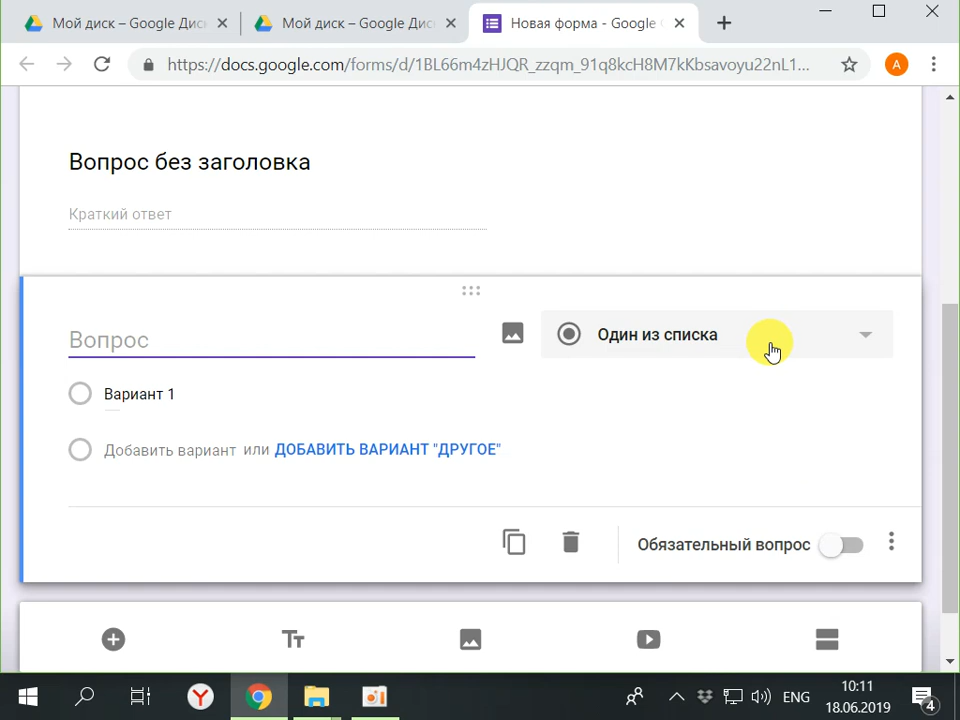 Мой диск – Google Дис
Мой диск – Google Дис
Новая форма - Google
https://docs.google.com/forms/d/1BL66m4zHJQR_zzqm_91q8kcH8M7kKbsavoyu22nL1...
A
Вопрос без заголовка
Краткий ответ
Вопрос
Один из списка
Вариант 1
Добавить вариант или ДОБАВИТЬ ВАРИАНТ "ДРУГОЕ"
Обязательный вопрос
Tт
ENG
10:11
18.06.2019
4